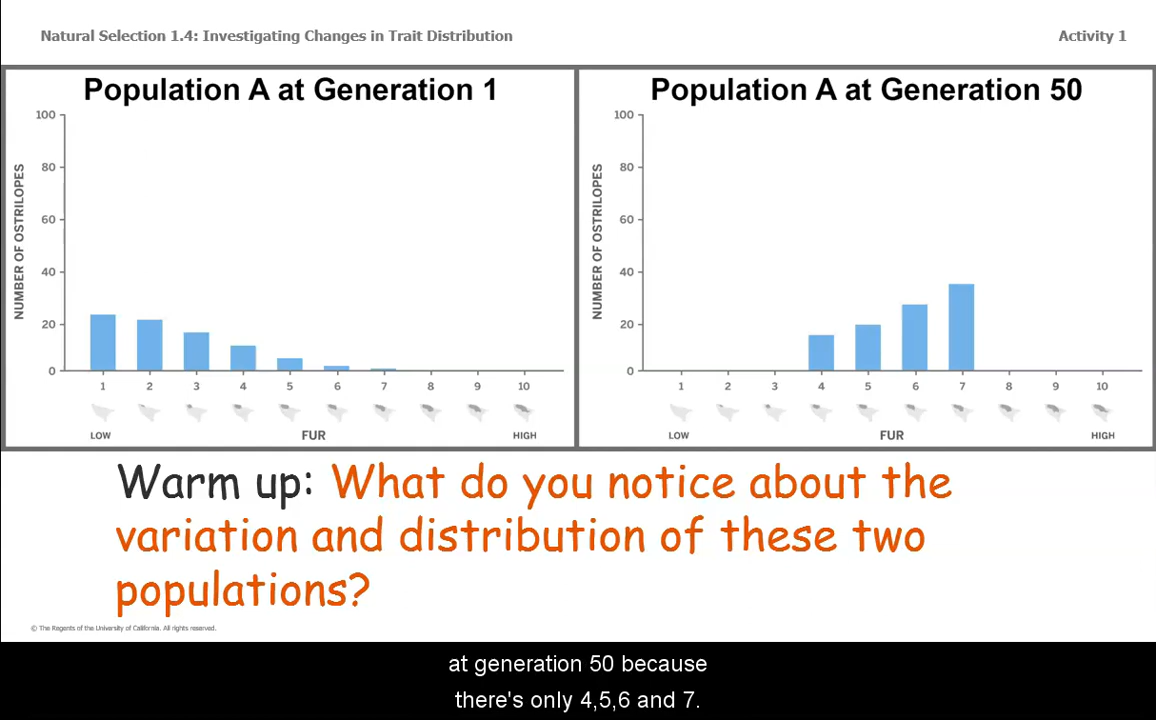 Natural Selection 1.4: Investigating Changes in Trait Distribution
Activity 1
Population A at Generation 1
NUMBER OF OSTRILOPES
100
80
60
40
20
0
1 2 3 4 5 6 7 8 9 10
LOW FUR HIGH
Population A at Generation 50
NUMBER OF OSTRILOPES
100
80
60
40
20
0
1 2 3 4 5 6 7 8 9 10
LOW FUR HIGH
Warm up: What do you notice about the
variation and distribution of these two
populations?
© The Regents of the University of California. All rights reserved.
at generation 50 because
there's only 4,5,6 and 7.